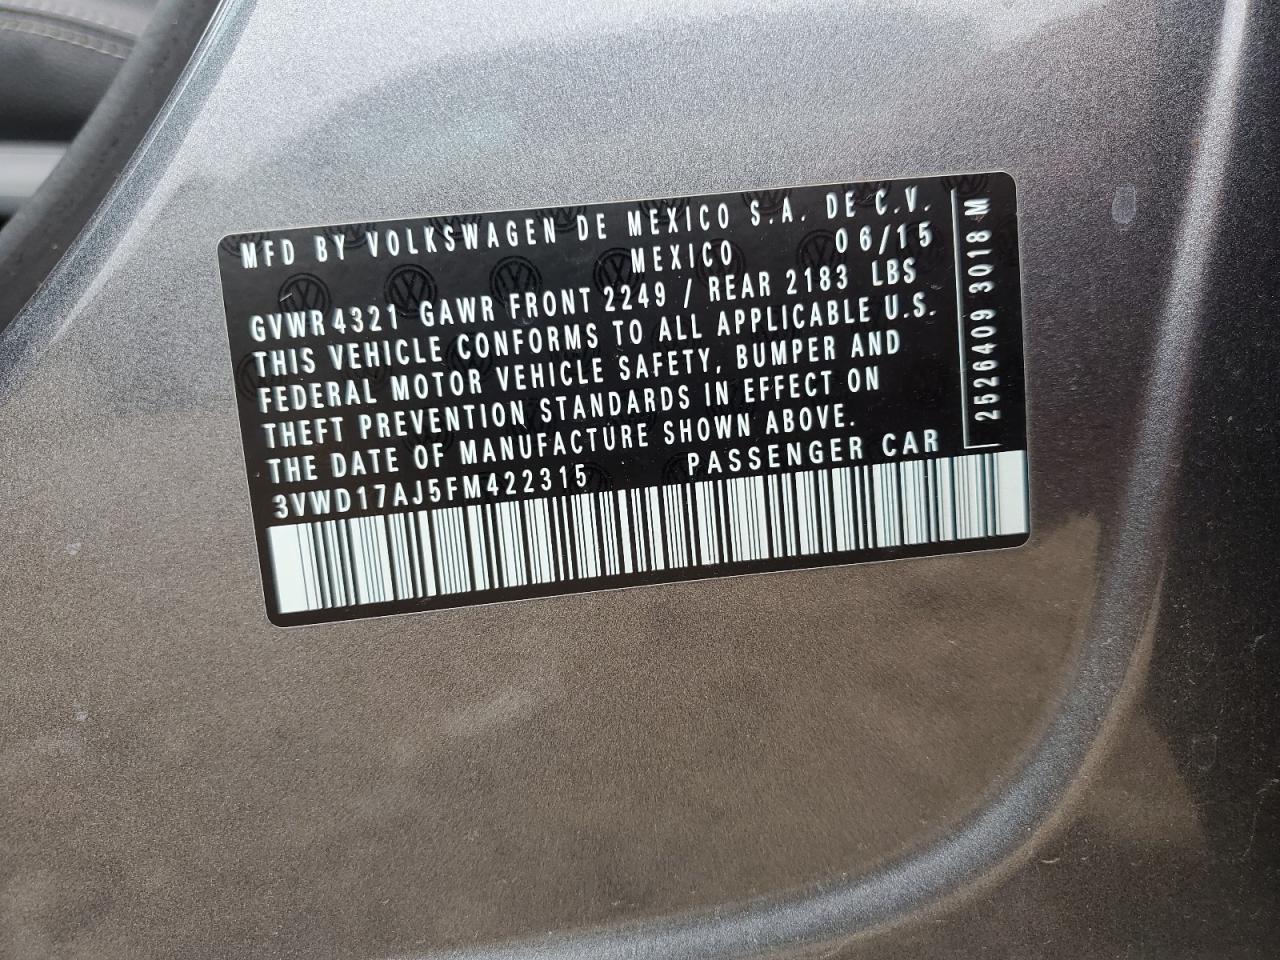 MFD BY VOLKSWAGEN DE MEXICO S.A. DE C.V.
MEXICO 06/15
GVWR 4321 GAWR FRONT 2249 / REAR 2183 LBS
THIS VEHICLE CONFORMS TO ALL APPLICABLE U.S.
FEDERAL MOTOR VEHICLE SAFETY, BUMPER AND
THEFT PREVENTION STANDARDS IN EFFECT ON
THE DATE OF MANUFACTURE SHOWN ABOVE.
3VWD17AJ5FM422315 PASSENGER CAR
2526409 3018 M